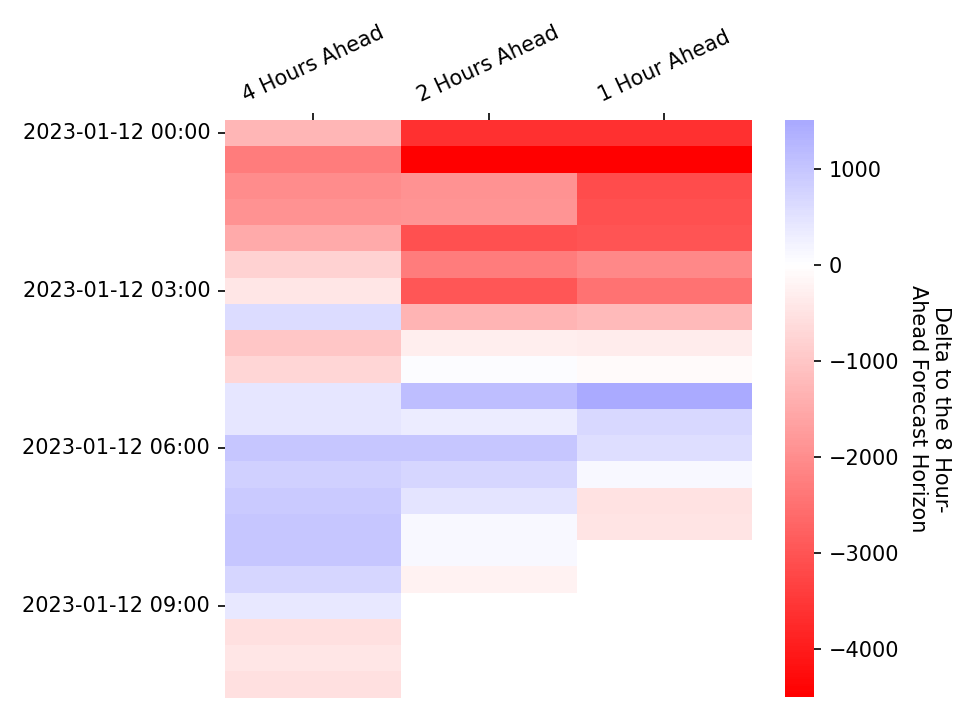 4 Hours Ahead
2 Hours Ahead
1 Hour Ahead
2023-01-12 00:00
2023-01-12 03:00
2023-01-12 06:00
2023-01-12 09:00
1000
0
−1000
−2000
−3000
−4000
Delta to the 8 Hour-
Ahead Forecast Horizon